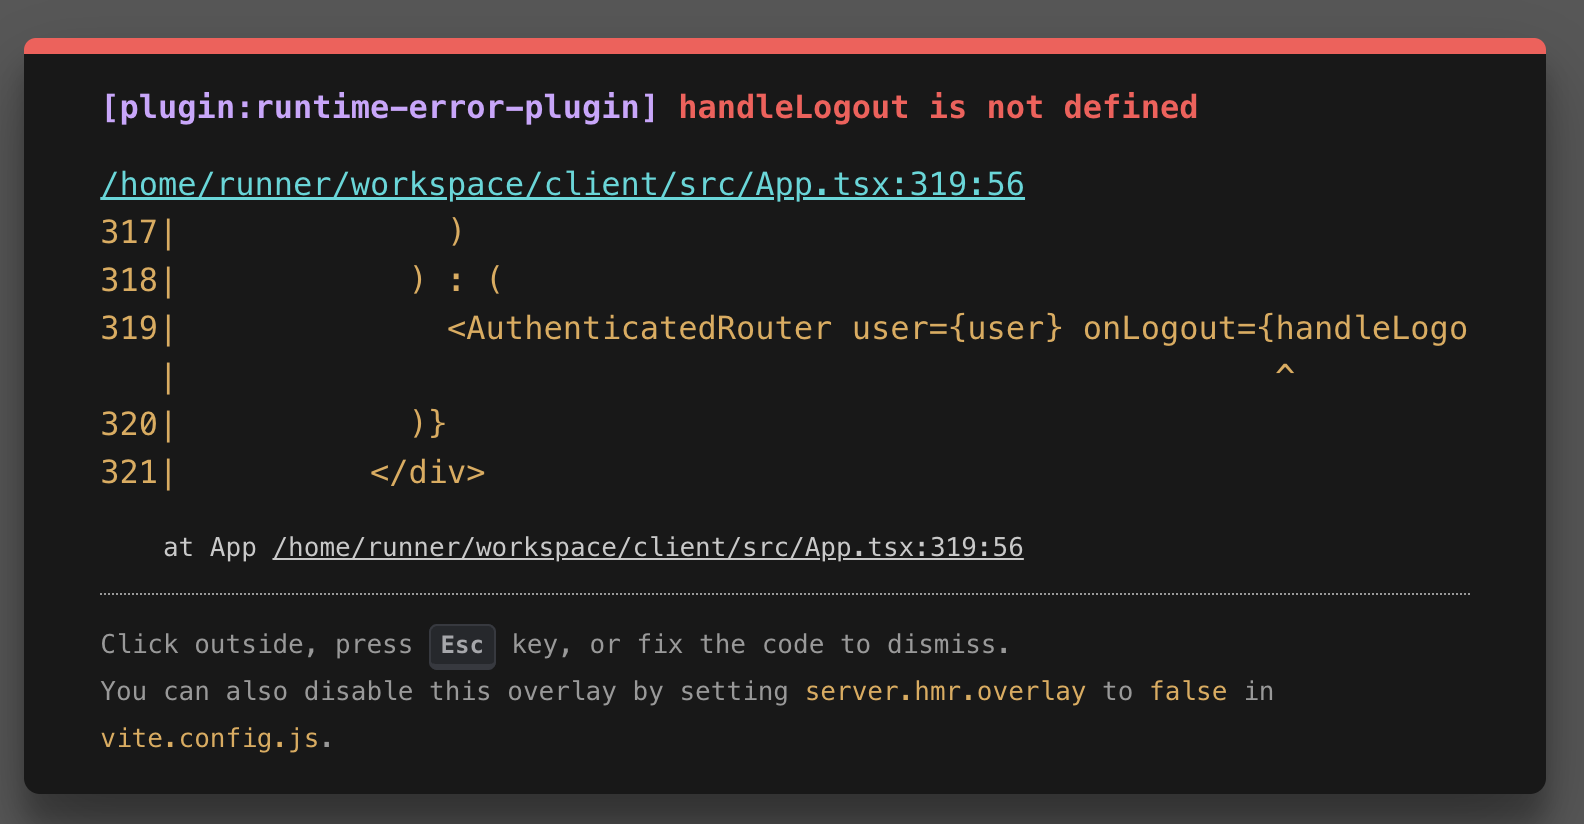 [plugin:runtime-error-plugin] handleLogout is not defined
/home/runner/workspace/client/src/App.tsx:319:56
317|              )
318|            ) : (
319|              <AuthenticatedRouter user={user} onLogout={handleLogo
   |                                                         ^
320|            )}
321|          </div>
at App /home/runner/workspace/client/src/App.tsx:319:56
Click outside, press Esc key, or fix the code to dismiss.
You can also disable this overlay by setting server.hmr.overlay to false in
vite.config.js.